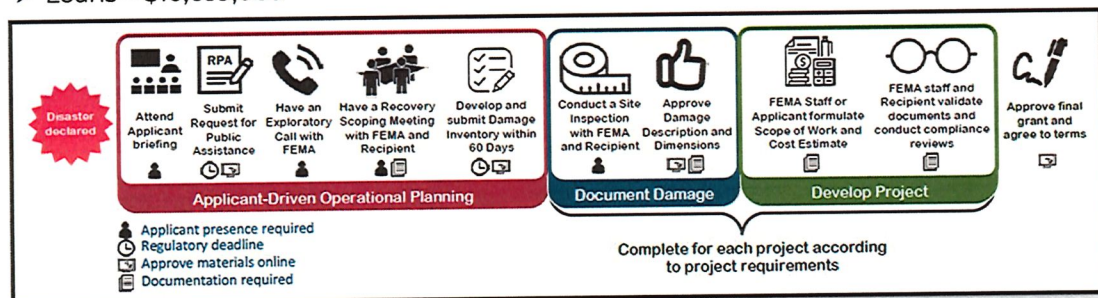 Disaster
declared
Attend
Applicant
briefing
RPA
Submit
Request for
Public
Assistance
Have an
Exploratory
Call with
FEMA
Have a Recovery
Scoping Meeting
with FEMA and
Recipient
Develop and
submit Damage
Inventory within
60 Days
Applicant-Driven Operational Planning
Conduct a Site
Inspection
with FEMA
and Recipient
Approve
Damage
Description and
Dimensions
Document Damage
FEMA Staff or
Applicant formulate
Scope of Work and
Cost Estimate
FEMA staff and
Recipient validate
documents and
conduct compliance
reviews
Develop Project
Approve final
grant and
agree to terms
Applicant presence required
Regulatory deadline
Approve materials online
Documentation required
Complete for each project according
to project requirements